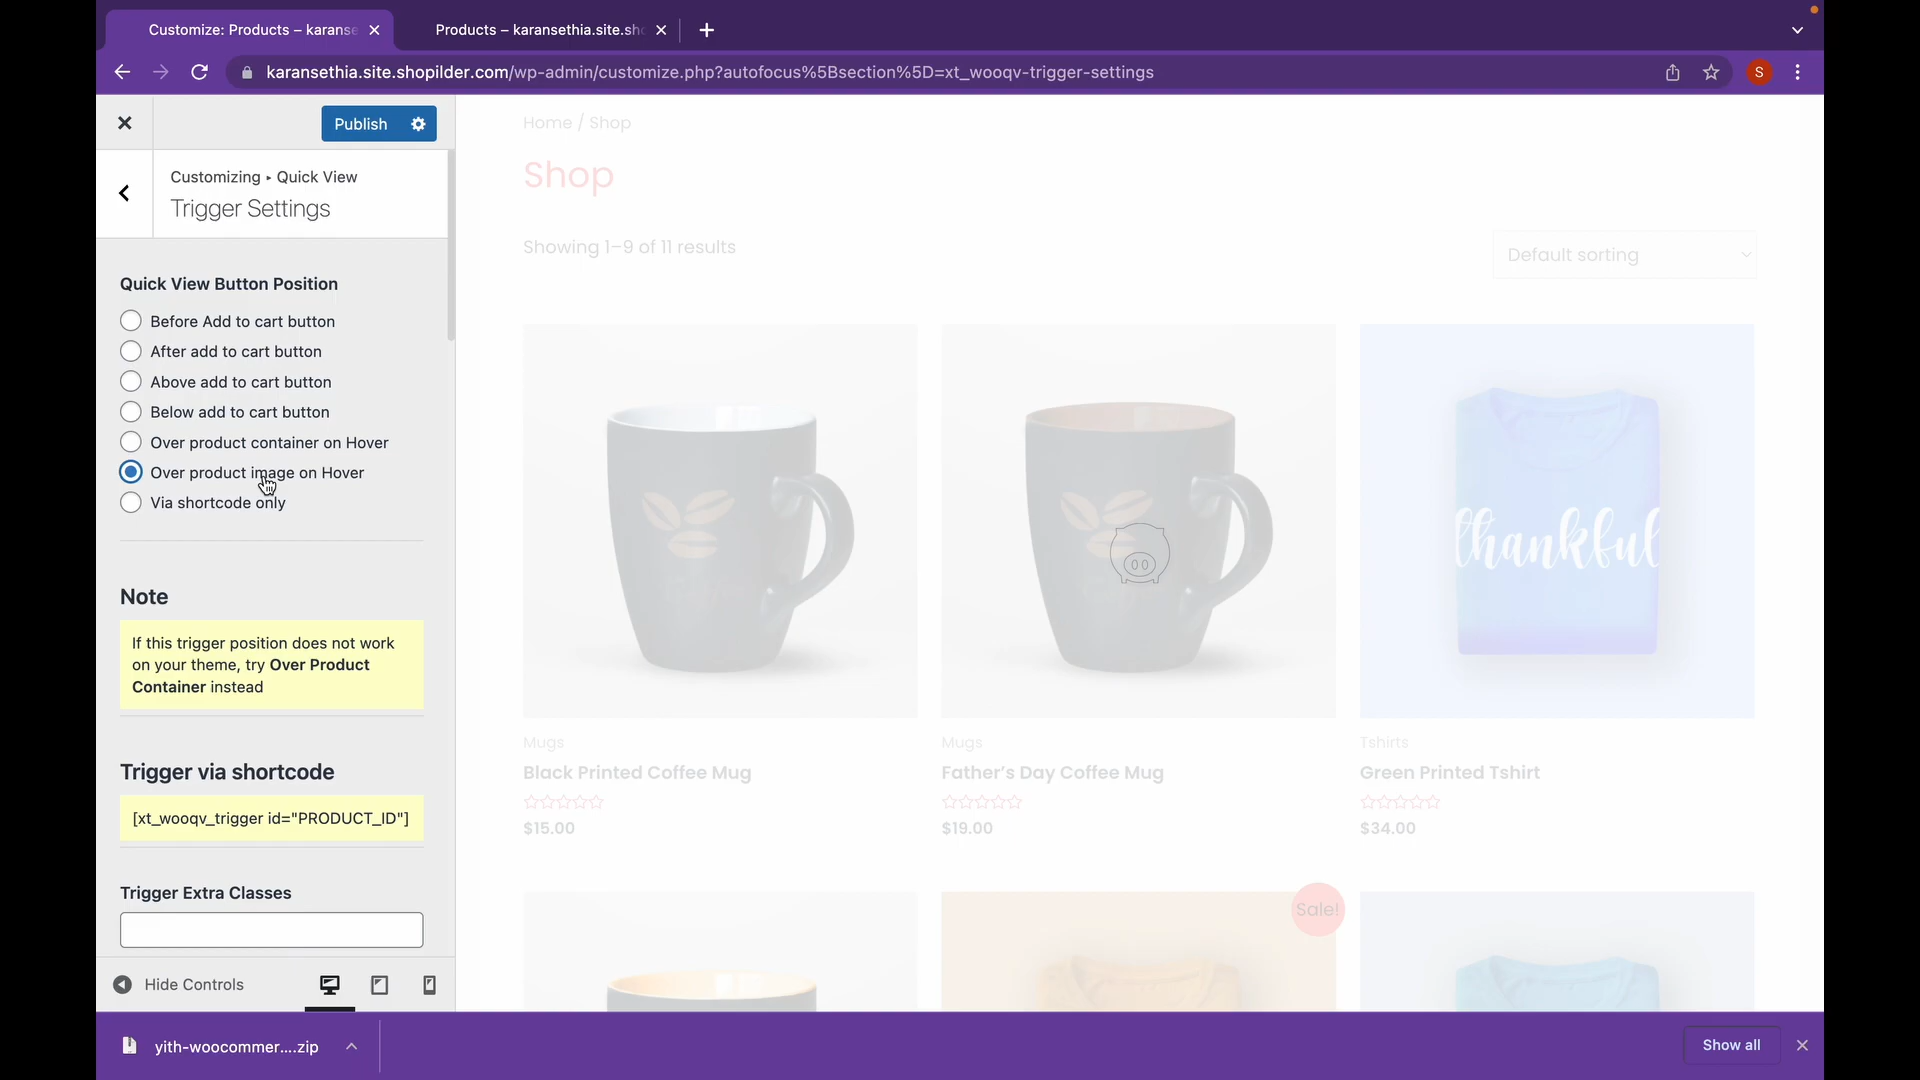 Customize: Products – karanse
Products – karansethia.site.sho
karansethia.site.shopilder.com/wp-admin/customize.php?autofocus%5Bsection%5D=xt_wooqv-trigger-settings
S
Publish
Customizing ▸ Quick View
Trigger Settings
Quick View Button Position
Before Add to cart button
After add to cart button
Above add to cart button
Below add to cart button
Over product container on Hover
Over product image on Hover
Via shortcode only
Note
If this trigger position does not work
on your theme, try Over Product
Container instead
Trigger via shortcode
[xt_wooqv_trigger id="PRODUCT_ID"]
Trigger Extra Classes
Hide Controls
Home / Shop
Shop
Showing 1–9 of 11 results
Default sorting
thankful
Mugs
Black Printed Coffee Mug
$15.00
Mugs
Father’s Day Coffee Mug
$19.00
Tshirts
Green Printed Tshirt
$34.00
Sale!
yith-woocommer....zip
Show all